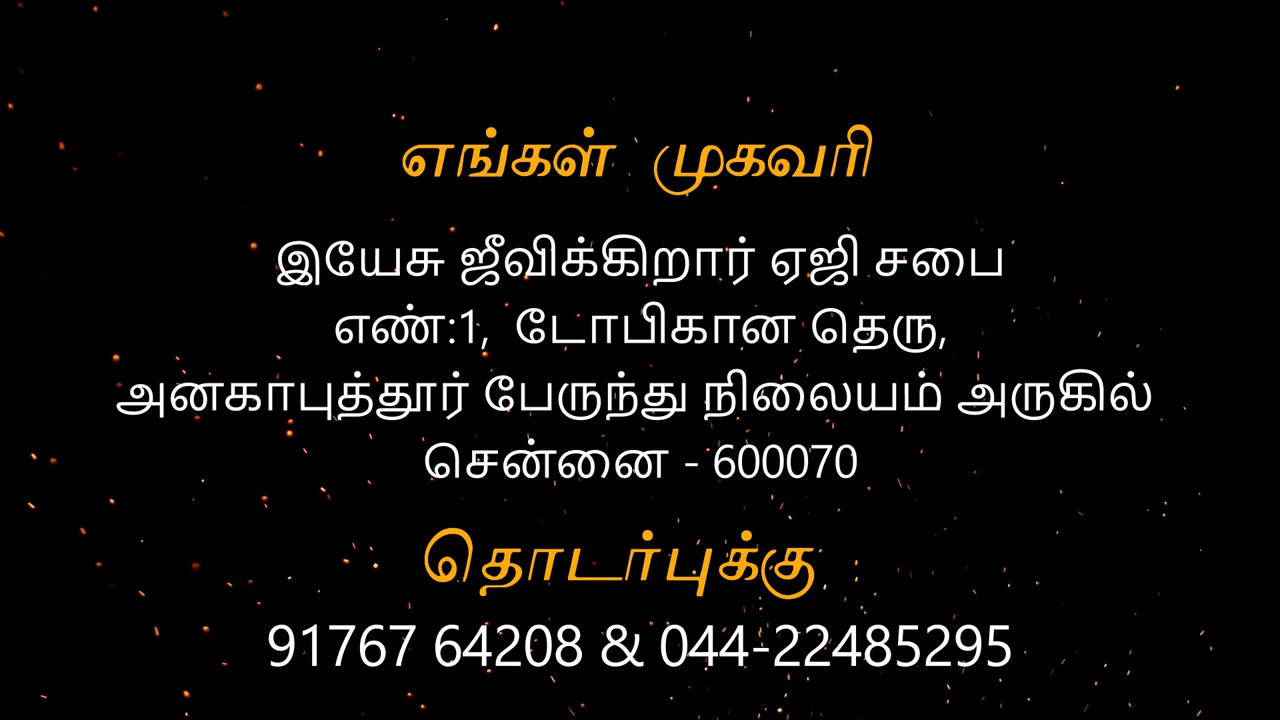 எங்கள் முகவரி
இயேசு ஜீவிக்கிறார் ஏஜி சபை
எண்:1, டோபிகான தெரு,
அனகாபுத்தூர் பேருந்து நிலையம் அருகில்
சென்னை - 600070
தொடர்புக்கு
91767 64208 & 044-22485295